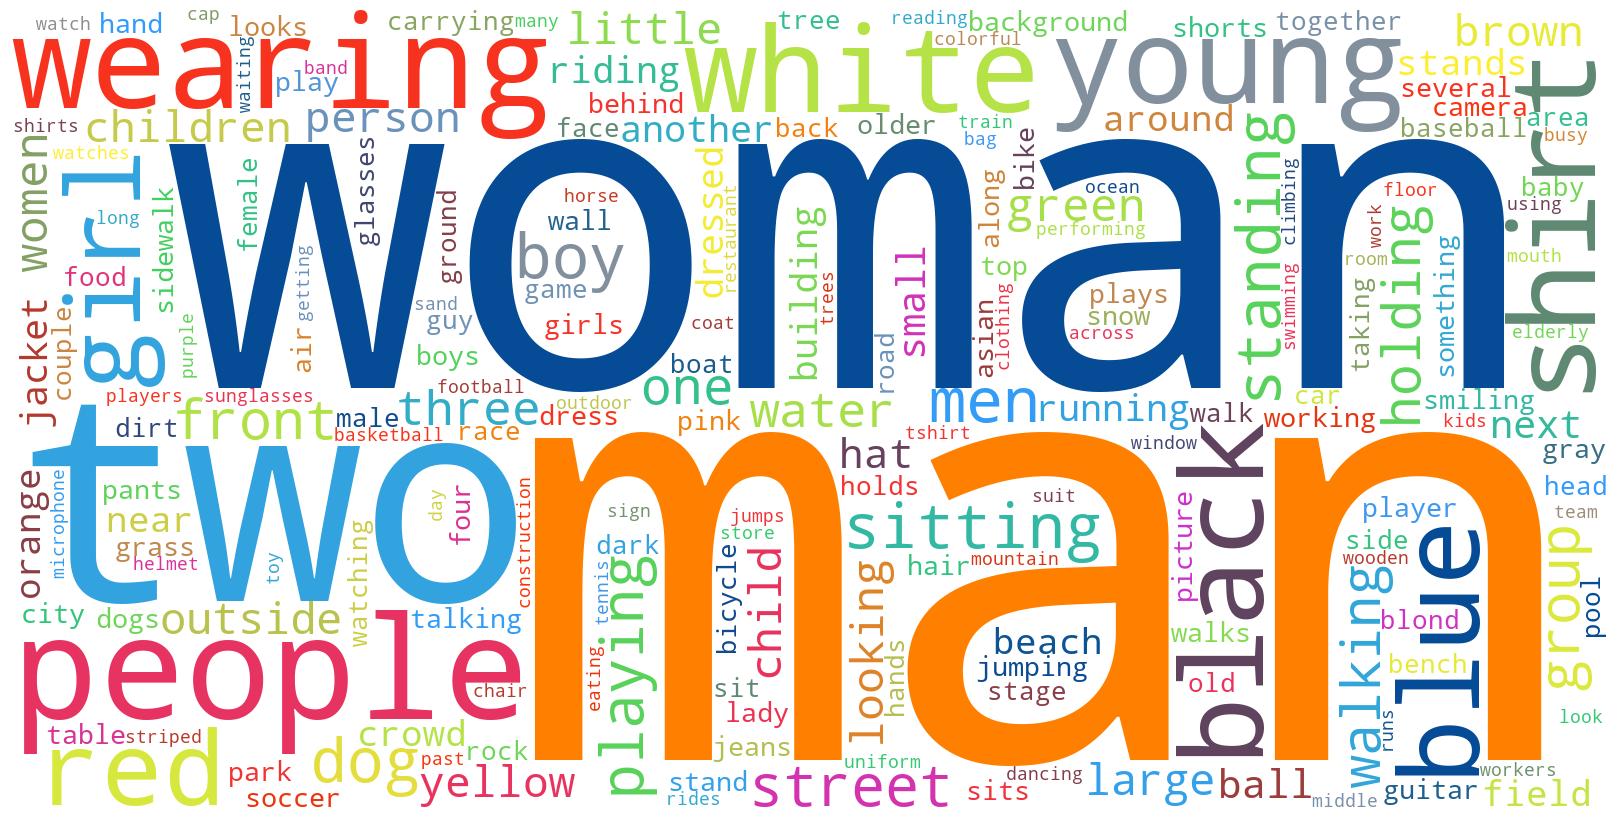 watch
hand
cap
looks
carrying
many
little
tree
reading
background
colorful
shorts
together
brown
wearing
waiting
band
play
riding
white
young
stands
shirt
behind
several
camera
area
shirts
children
person
face
another
back
older
train
bag
around
baseball
busy
women
watches
girl
long
sidewalk
female
glasses
woman
horse
wall
boy
game
girls
ground
dressed
restaurant
building
trees
small
along
bike
green
ocean
performing
top
plays
snow
across
standing
climbing
floor
work
room
holding
something
baby
using
mouth
elderly
food
jacket
couple
purple
air
getting
sand
guy
coat
boat
boys
road
asian
clothing
swimming
taking
players
sunglasses
football
one
outdoor
dress
pink
water
men
running
walk
car
working
smiling
kids
next
dirt
front
male
three
basketball
race
tshirt
window
gray
two
man
hat
holds
black
orange
microphone
pants
near
grass
helmet
toy
watching
day
four
construction
sign
dark
tennis
jumps
store
bicycle
child
sitting
suit
hair
mountain
picture
player
side
wooden
head
team
blue
group
pool
city
dogs
outside
talking
people
chair
eating
playing
sit
lady
jeans
looking
hands
beach
jumping
stage
walks
old
walking
blond
bench
runs
look
table
striped
red
park
soccer
dog
crowd
past
rock
yellow
stand
rides
street
uniform
dancing
sits
large
ball
middle
guitar
workers
field